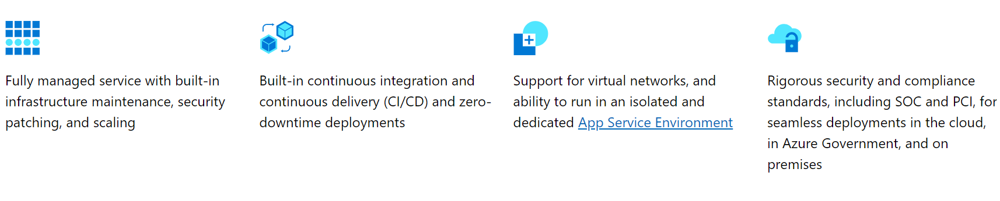 Fully managed service with built-in
infrastructure maintenance, security
patching, and scaling
Built-in continuous integration and
continuous delivery (CI/CD) and zero-
downtime deployments
Support for virtual networks, and
ability to run in an isolated and
dedicated App Service Environment
Rigorous security and compliance
standards, including SOC and PCI, for
seamless deployments in the cloud,
in Azure Government, and on
premises